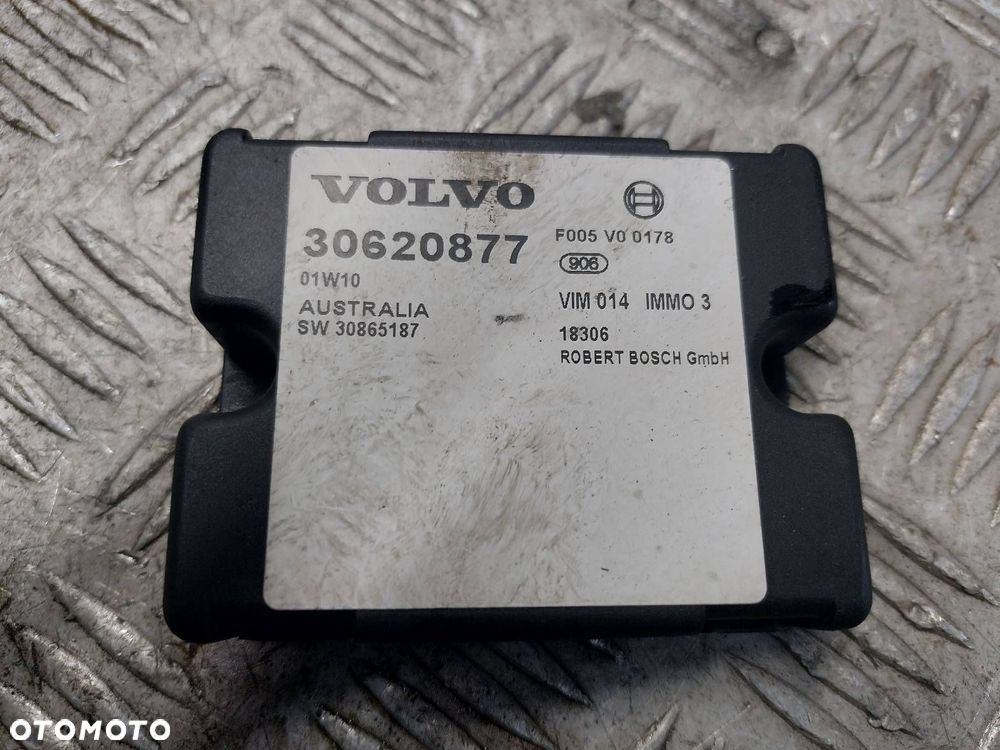 VOLVO
30620877
01W10
AUSTRALIA
SW 30865187
F005 V0 0178
906
VIM 014 IMMO 3
18306
ROBERT BOSCH GmbH
OTOMOTO